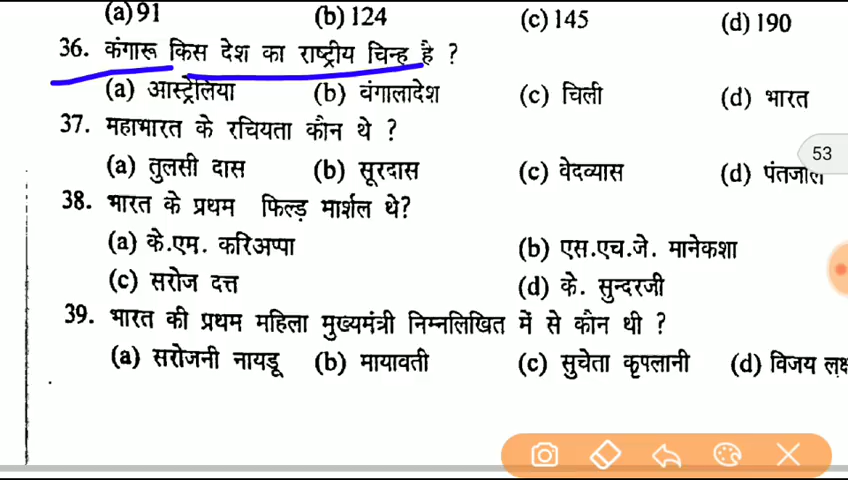 (a) 91 (b) 124 (c) 145 (d) 190
36. कंगारू किस देश का राष्ट्रीय चिन्ह है ?
(a) आस्ट्रेलिया (b) वंगालादेश (c) चिली (d) भारत
37. महाभारत के रचियता कौन थे ?
53
(a) तुलसी दास (b) सूरदास (c) वेदव्यास (d) पंतजलि
38. भारत के प्रथम फिल्ड़ मार्शल थे?
(a) के.एम. करिअप्पा (b) एस.एच.जे. मानेकशा
(c) सरोज दत्त (d) के. सुन्दरजी
39. भारत की प्रथम महिला मुख्यमंत्री निम्नलिखित में से कौन थी ?
(a) सरोजनी नायडू (b) मायावती (c) सुचेता कृपलानी (d) विजय